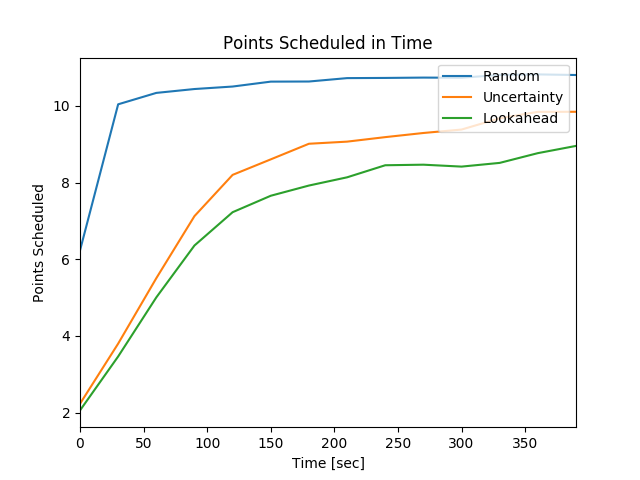 Points Scheduled in Time
Random
Uncertainty
Lookahead
Points Scheduled
10
8
6
4
2
0 50 100 150 200 250 300 350
Time [sec]